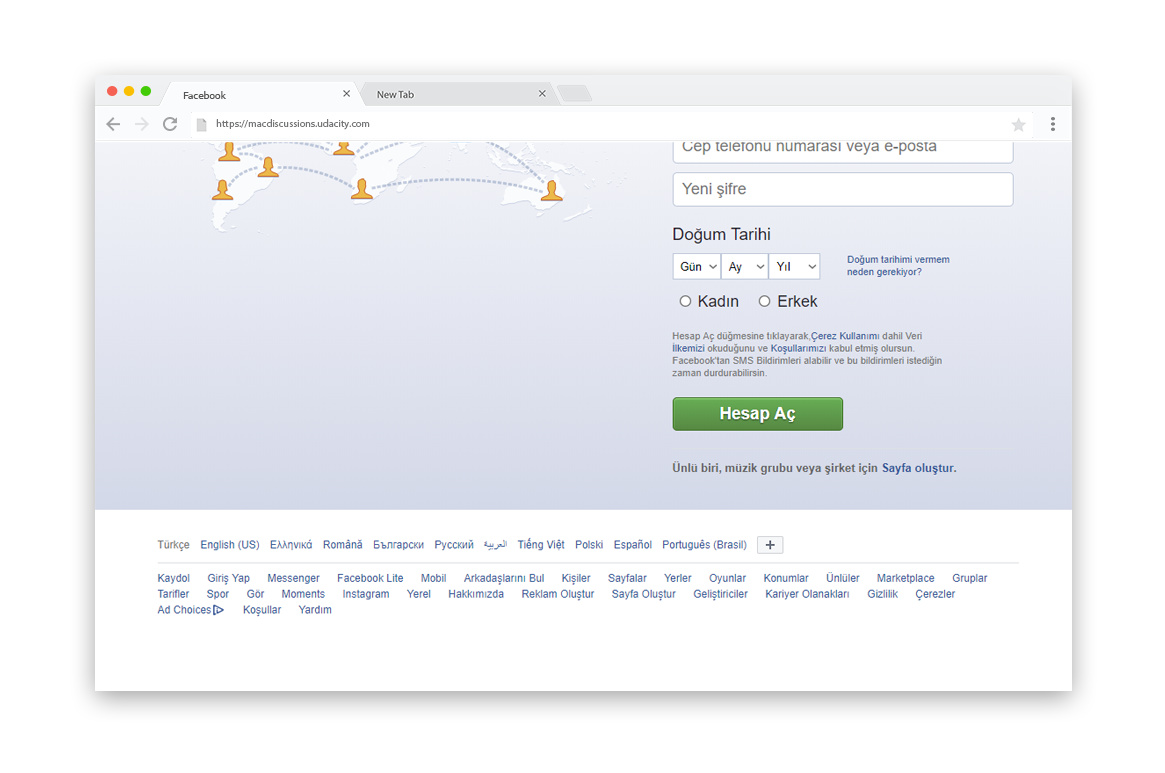 Facebook
New Tab
https://macdiscussions.udacity.com
Cep telefonu numarası veya e-posta
Yeni şifre
Doğum Tarihi
Gün Ay Yıl
Doğum tarihimi vermem
neden gerekiyor?
Kadın Erkek
Hesap Aç düğmesine tıklayarak,Çerez Kullanımı dahil Veri
İlkemizi okuduğunu ve Koşullarımızı kabul etmiş olursun.
Facebook'tan SMS Bildirimleri alabilir ve bu bildirimleri istediğin
zaman durdurabilirsin.
Hesap Aç
Ünlü biri, müzik grubu veya şirket için Sayfa oluştur.
Türkçe English (US) Ελληνικά Română Български Русский العربية Tiếng Việt Polski Español Português (Brasil) +
Kaydol Giriş Yap Messenger Facebook Lite Mobil Arkadaşlarını Bul Kişiler Sayfalar Yerler Oyunlar Konumlar Ünlüler Marketplace Gruplar
Tarifler Spor Gör Moments Instagram Yerel Hakkımızda Reklam Oluştur Sayfa Oluştur Geliştiriciler Kariyer Olanakları Gizlilik Çerezler
Ad Choices Koşullar Yardım